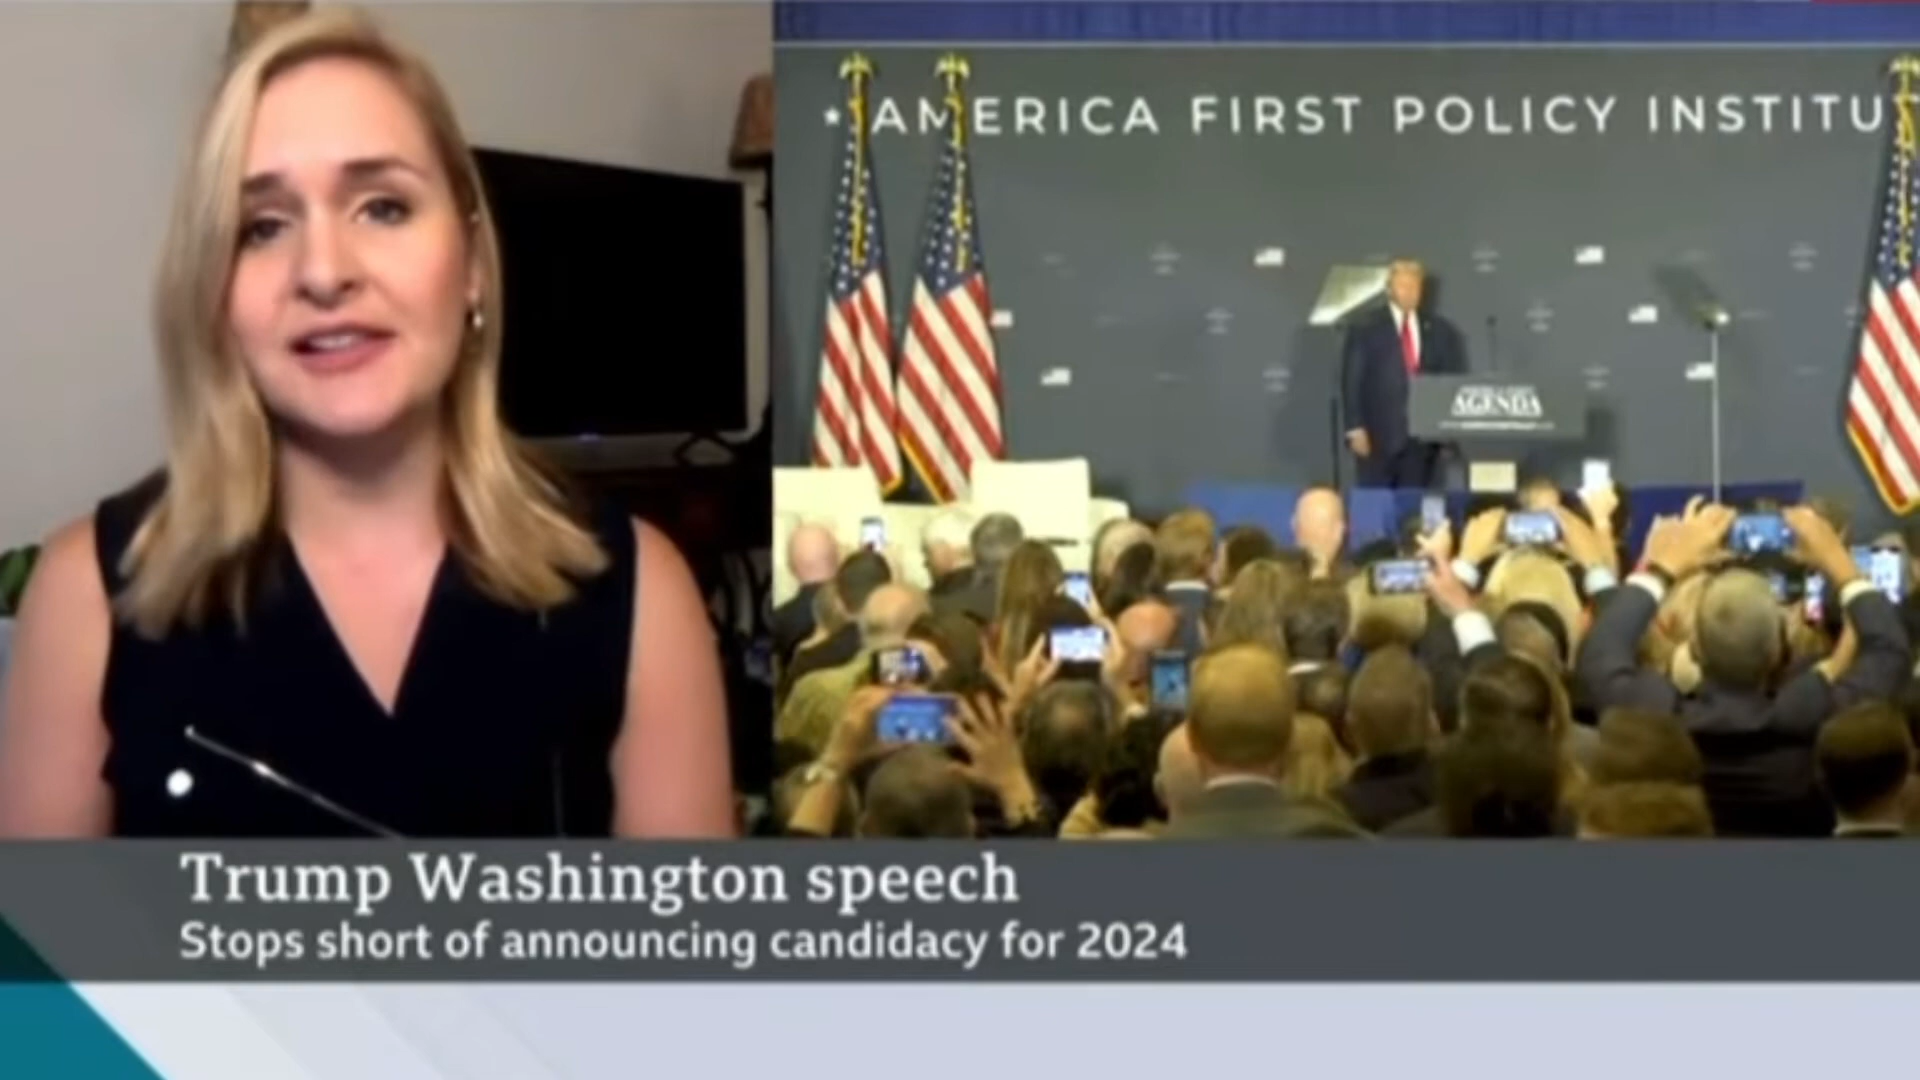 AMERICA FIRST POLICY INSTITU
AGENDA
Trump Washington speech
Stops short of announcing candidacy for 2024